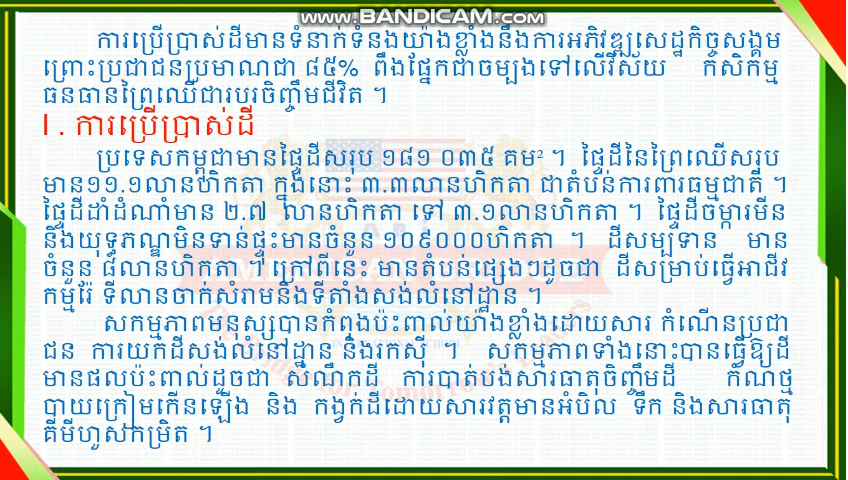 www.BANDICAM.com
ការប្រើប្រាស់ដីមានទំនាក់ទំនងយ៉ាងខ្លាំងនឹងការអភិវឌ្ឍសេដ្ឋកិច្ចសង្គម
ព្រោះប្រជាជនប្រមាណជា ៨៥% ពឹងផ្នែកជាចម្បងទៅលើវិស័យ កសិកម្ម
ធនធានព្រៃឈើជារបរចិញ្ចឹមជីវិត ។
I . ការប្រើប្រាស់ដី
ប្រទេសកម្ពុជាមានផ្ទៃដីសរុប ១៨១ ០៣៥ គម² ។ ផ្ទៃដីនៃព្រៃឈើសរុប
មាន១១.១លានហិកតា ក្នុងនោះ ៣.៣លានហិកតា ជាតំបន់ការពារធម្មជាតិ ។
ផ្ទៃដីដាំដំណាំមាន ២.៧ លានហិកតា ទៅ ៣.១លានហិកតា ។ ផ្ទៃដីចម្ការមីន
និងយុទ្ធភណ្ឌមិនទាន់ផ្ទុះមានចំនួន ១០៩០០០ហិកតា ។ ដីសម្បទាន មាន
ចំនួន ៨លានហិកតា ។ ក្រៅពីនេះ មានតំបន់ផ្សេងៗដូចជា ដីសម្រាប់ធ្វើអាជីវ
កម្មរ៉ែ ទីលានចាក់សំរាមនិងទីតាំងសង់លំនៅដ្ឋាន ។
សកម្មភាពមនុស្សបានកំពុងប៉ះពាល់យ៉ាងខ្លាំងដោយសារ កំណើនប្រជា
ជន ការយកដីសង់លំនៅដ្ឋាន និងរកស៊ី ។ សកម្មភាពទាំងនោះបានធ្វើឱ្យដី
មានផលប៉ះពាល់ដូចជា សំណឹកដី ការបាត់បង់សារធាតុចិញ្ចឹមដី កំណថ្ម
បាយក្រៀមកើនឡើង និង កង្វក់ដីដោយសារវត្តមានអំបិល ទឹក និងសារធាតុ
គីមីហួសកម្រិត ។